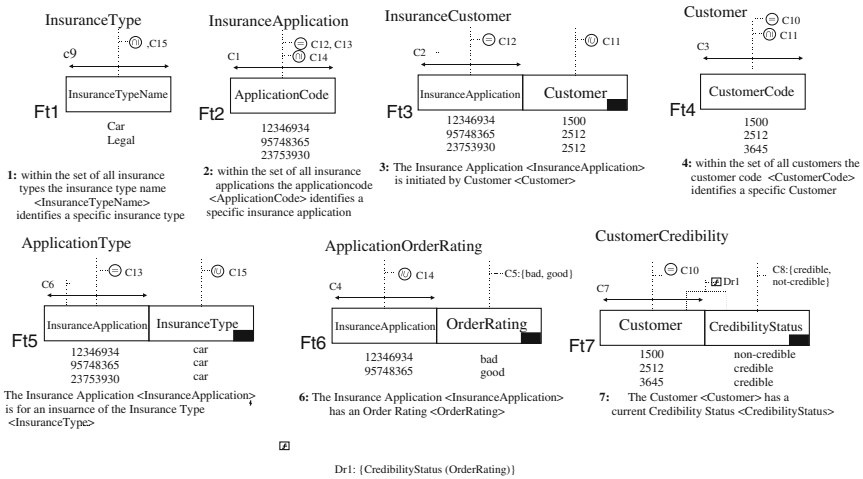 InsuranceType
,C15
c9
InsuranceTypeName
Ft1
Car
Legal
1: within the set of all insurance
types the insurance type name
<InsuranceTypeName>
identifies a specific insurance type
InsuranceApplication
C12, C13
C14
C1
ApplicationCode
Ft2
12346934
95748365
23753930
2: within the set of all insurance
applications the applicationcode
<ApplicationCode> identifies a
specific insurance application
InsuranceCustomer
C12
C11
C2
InsuranceApplication
Customer
Ft3
12346934 1500
95748365 2512
23753930 2512
3: The Insurance Application <InsuranceApplication>
is initiated by Customer <Customer>
Customer
C10
C11
C3
CustomerCode
Ft4
1500
2512
3645
4: within the set of all customers the
customer code <CustomerCode>
identifies a specific Customer
ApplicationType
C13
C15
C6
InsuranceApplication
InsuranceType
Ft5
12346934 car
95748365 car
23753930 car
The Insurance Application <InsuranceApplication>
is for an insuarnce of the Insurance Type
<InsuranceType>
ApplicationOrderRating
C14
C5:{bad, good}
C4
InsuranceApplication
OrderRating
Ft6
12346934 bad
95748365 good
6: The Insurance Application <InsuranceApplication>
has an Order Rating <OrderRating>
CustomerCredibility
C10
Dr1
C8:{credible,
not-credible}
C7
Customer
CredibilityStatus
Ft7
1500 non-credible
2512 credible
3645 credible
7: The Customer <Customer> has a
current Credibility Status <CredibilityStatus>
Dr1: {CredibilityStatus (OrderRating)}